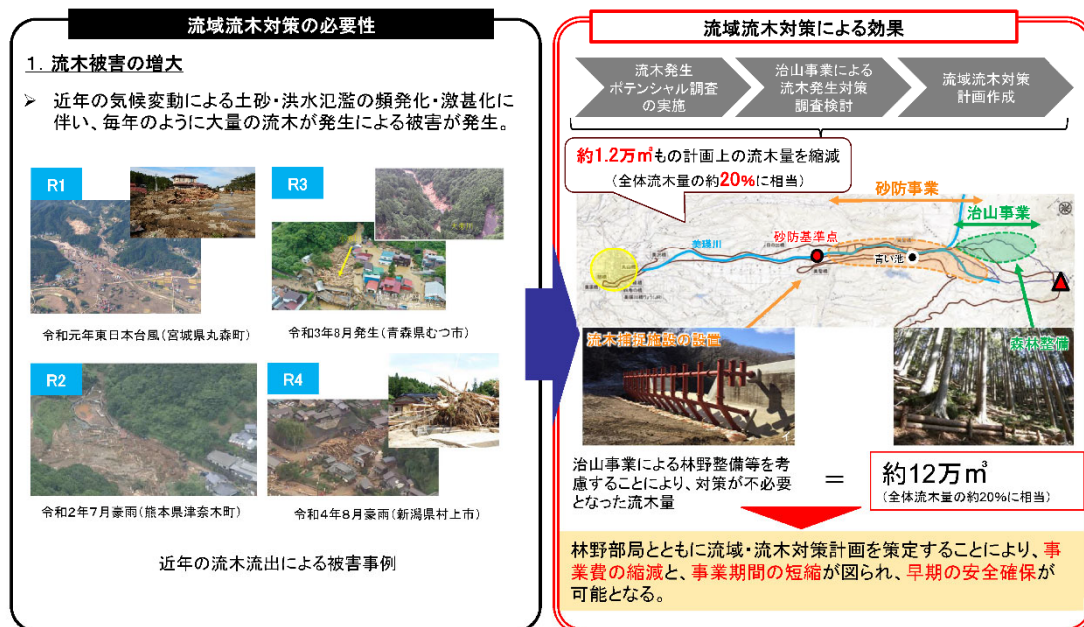 流域流木対策の必要性
1. 流木被害の増大
➢ 近年の気候変動による土砂・洪水氾濫の頻発化・激甚化に
伴い、毎年のように大量の流木が発生による被害が発生。
R1
R3
令和元年東日本台風(宮城県丸森町)
令和3年8月発生(青森県むつ市)
R2
R4
令和2年7月豪雨(熊本県津奈木町)
令和4年8月豪雨(新潟県村上市)
近年の流木流出による被害事例
流域流木対策による効果
流木発生
ポテンシャル調査
の実施
治山事業による
流木発生対策
調査検討
流域流木対策
計画作成
約1.2万㎥もの計画上の流木量を縮減
(全体流木量の約20%に相当)
砂防事業
治山事業
砂防基準点
美瑛川
青い池
流木捕捉施設の設置
森林整備
治山事業による林野整備等を考
慮することにより、対策が不必要
となった流木量
=
約12万㎥
(全体流木量の約20%に相当)
林野部局とともに流域・流木対策計画を策定することにより、事
業費の縮減と、事業期間の短縮が図られ、早期の安全確保が
可能となる。